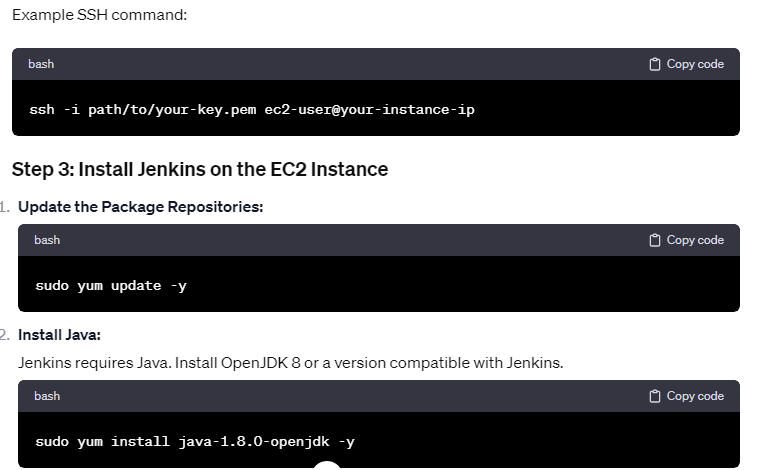 Example SSH command:
bash
Copy code
ssh -i path/to/your-key.pem ec2-user@your-instance-ip
Step 3: Install Jenkins on the EC2 Instance
1. Update the Package Repositories:
bash
Copy code
sudo yum update -y
2. Install Java:
Jenkins requires Java. Install OpenJDK 8 or a version compatible with Jenkins.
bash
Copy code
sudo yum install java-1.8.0-openjdk -y